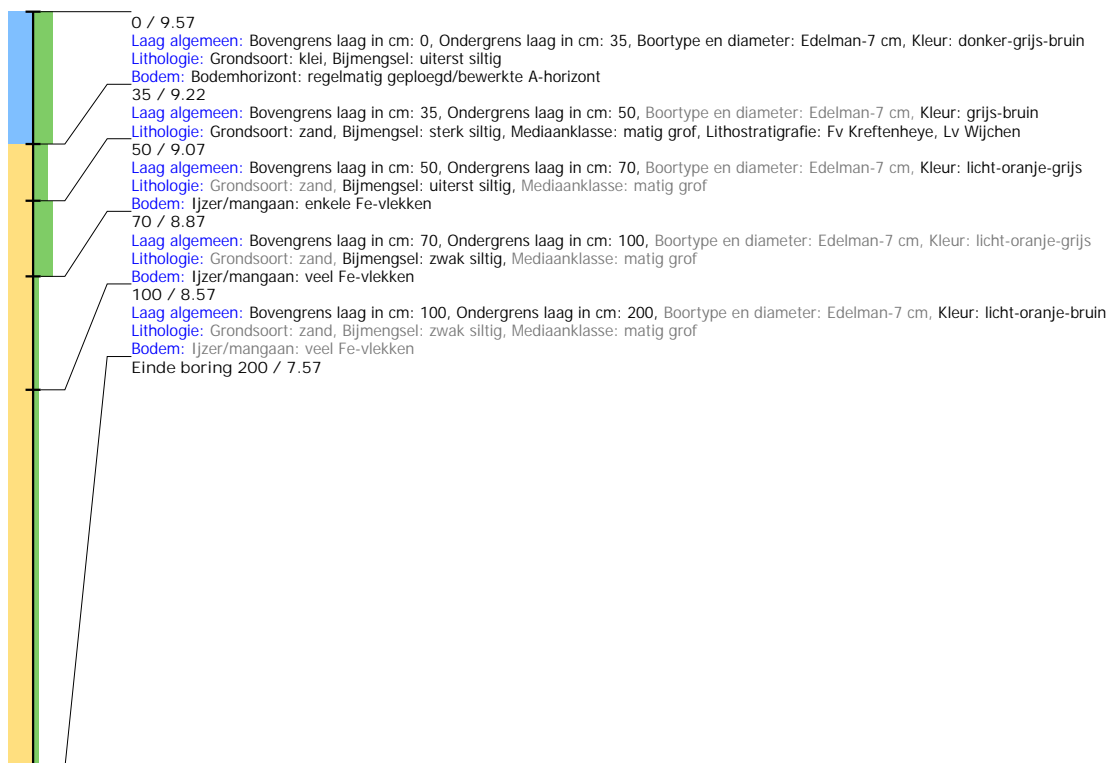 0 / 9.57
Laag algemeen: Bovengrens laag in cm: 0, Ondergrens laag in cm: 35, Boortype en diameter: Edelman-7 cm, Kleur: donker-grijs-bruin
Lithologie: Grondsoort: klei, Bijmengsel: uiterst siltig
Bodem: Bodemhorizont: regelmatig geploegd/bewerkte A-horizont
35 / 9.22
Laag algemeen: Bovengrens laag in cm: 35, Ondergrens laag in cm: 50, Boortype en diameter: Edelman-7 cm, Kleur: grijs-bruin
Lithologie: Grondsoort: zand, Bijmengsel: sterk siltig, Mediaanklasse: matig grof, Lithostratigrafie: Fv Kreftenheye, Lv Wijchen
50 / 9.07
Laag algemeen: Bovengrens laag in cm: 50, Ondergrens laag in cm: 70, Boortype en diameter: Edelman-7 cm, Kleur: licht-oranje-grijs
Lithologie: Grondsoort: zand, Bijmengsel: uiterst siltig, Mediaanklasse: matig grof
Bodem: Ijzer/mangaan: enkele Fe-vlekken
70 / 8.87
Laag algemeen: Bovengrens laag in cm: 70, Ondergrens laag in cm: 100, Boortype en diameter: Edelman-7 cm, Kleur: licht-oranje-grijs
Lithologie: Grondsoort: zand, Bijmengsel: zwak siltig, Mediaanklasse: matig grof
Bodem: Ijzer/mangaan: veel Fe-vlekken
100 / 8.57
Laag algemeen: Bovengrens laag in cm: 100, Ondergrens laag in cm: 200, Boortype en diameter: Edelman-7 cm, Kleur: licht-oranje-bruin
Lithologie: Grondsoort: zand, Bijmengsel: zwak siltig, Mediaanklasse: matig grof
Bodem: Ijzer/mangaan: veel Fe-vlekken
Einde boring 200 / 7.57